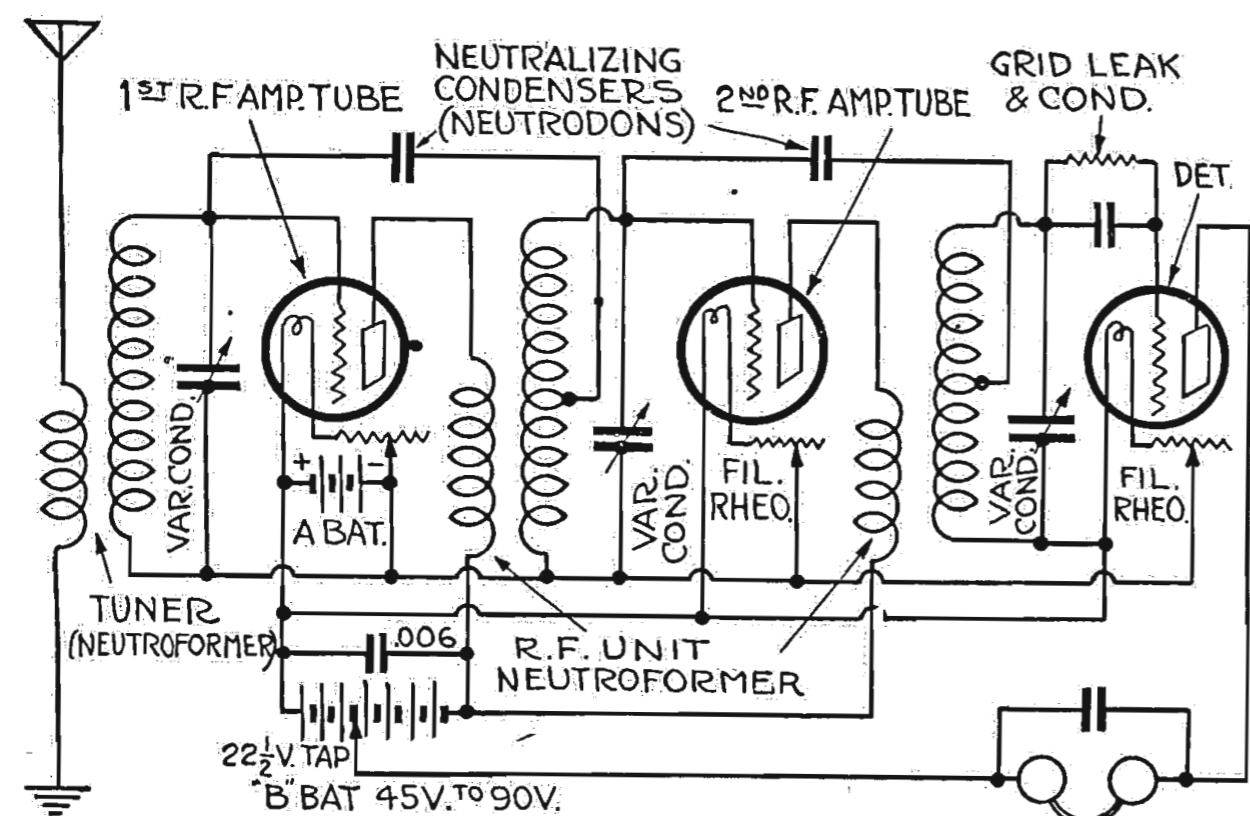 NEUTRALIZING
CONDENSERS
(NEUTRODONS)
1ST R.F AMP. TUBE
2ND R.F. AMP. TUBE
GRID LEAK
& COND.
DET.
VAR. COND.
+ -
A BAT.
VAR.
COND.
FIL.
RHEO.
VAR.
COND.
FIL.
RHEO.
TUNER
(NEUTROFORMER)
.006
R.F. UNIT
NEUTROFORMER
22½V. TAP
"B" BAT 45V. TO 90V.